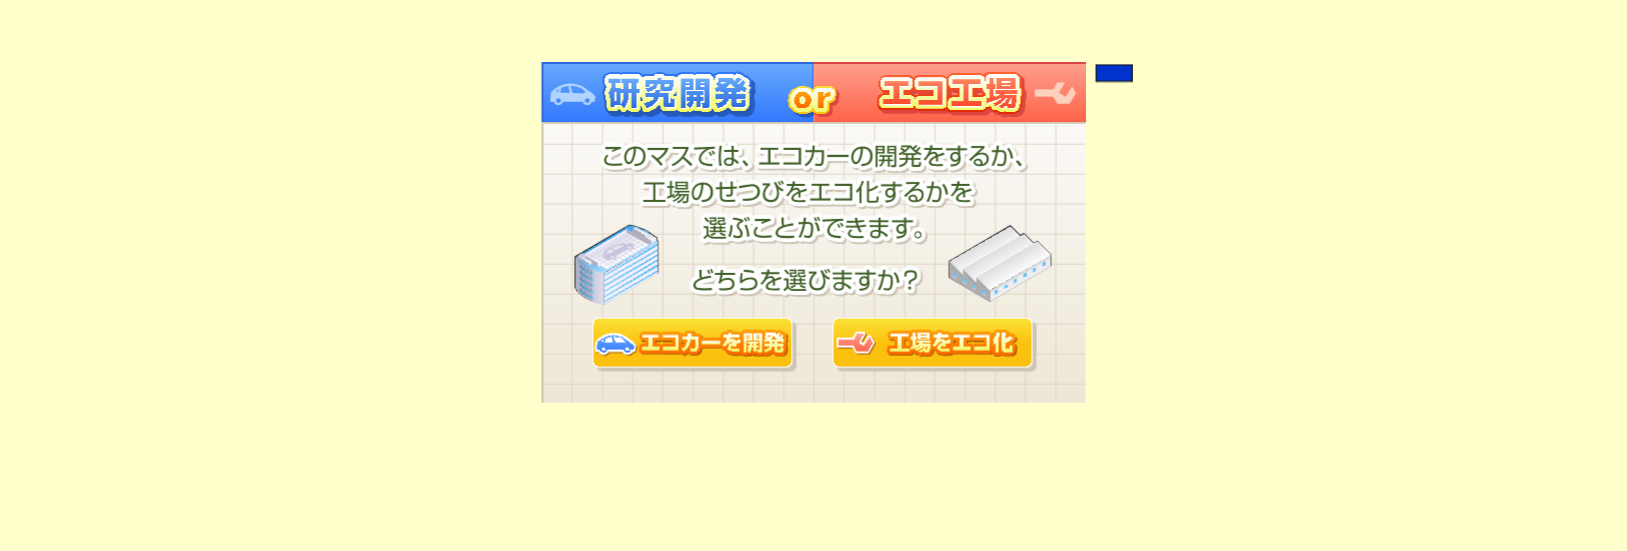 研究開発 or エコ工場
このマスでは、エコカーの開発をするか、
工場のせつびをエコ化するかを
選ぶことができます。
どちらを選びますか？
エコカーを開発 工場をエコ化